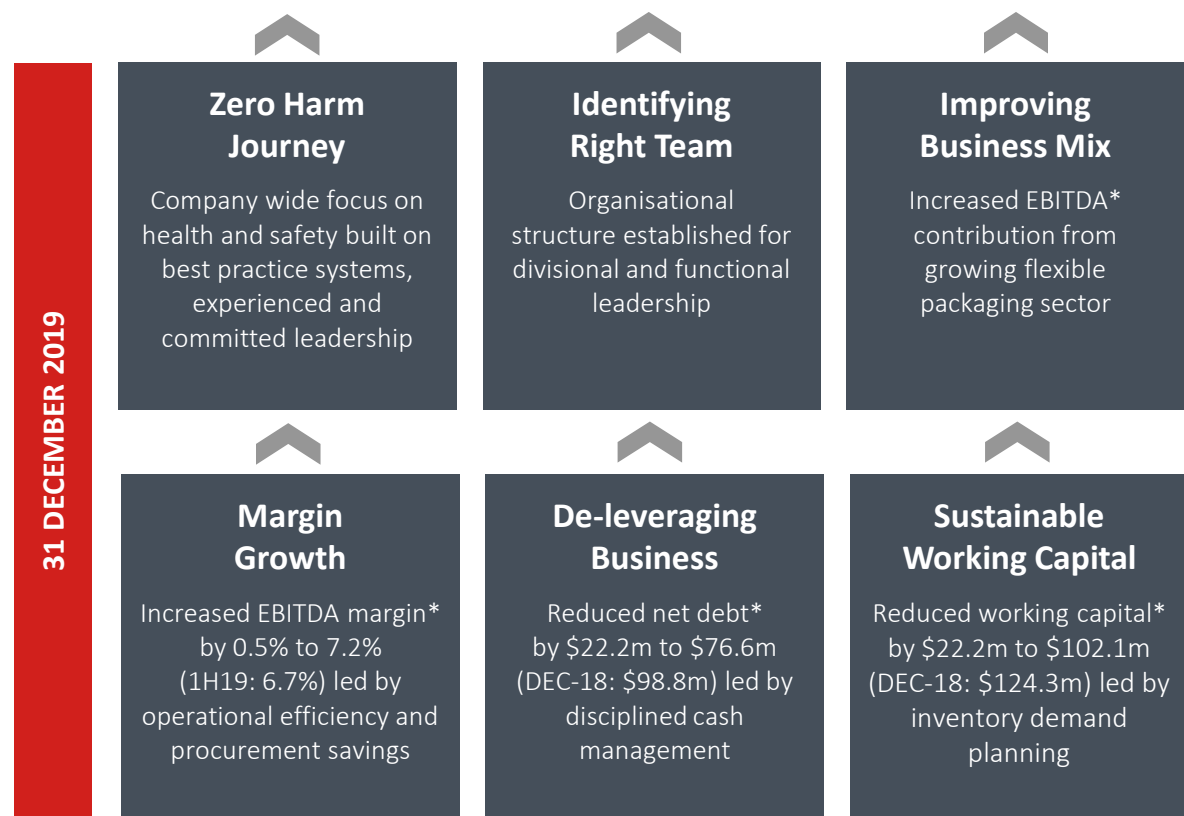 31 DECEMBER 2019
Zero Harm
Journey
Company wide focus on
health and safety built on
best practice systems,
experienced and
committed leadership
Identifying
Right Team
Organisational
structure established for
divisional and functional
leadership
Improving
Business Mix
Increased EBITDA*
contribution from
growing flexible
packaging sector
Margin
Growth
Increased EBITDA margin*
by 0.5% to 7.2%
(1H19: 6.7%) led by
operational efficiency and
procurement savings
De-leveraging
Business
Reduced net debt*
by $22.2m to $76.6m
(DEC-18: $98.8m) led by
disciplined cash
management
Sustainable
Working Capital
Reduced working capital*
by $22.2m to $102.1m
(DEC-18: $124.3m) led by
inventory demand
planning